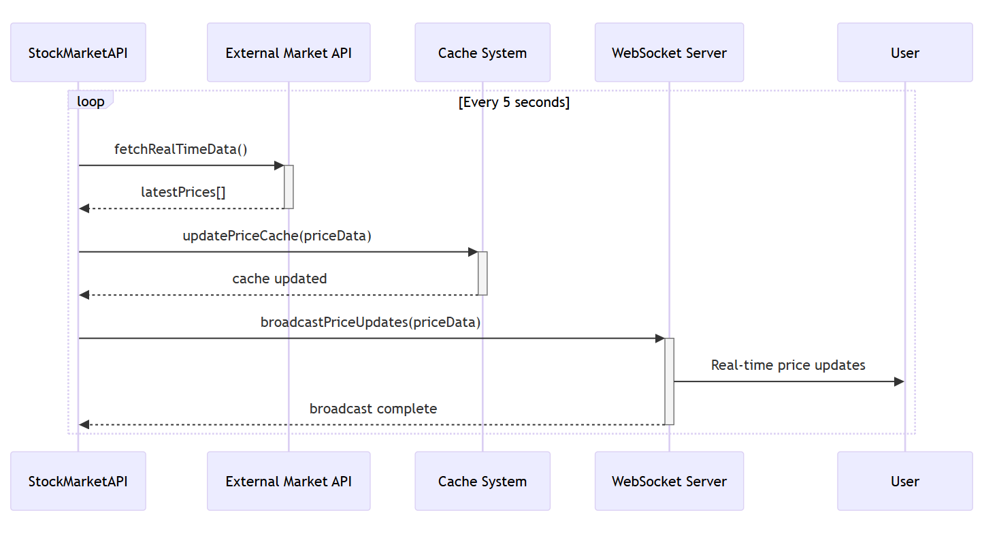 StockMarketAPI
External Market API
Cache System
WebSocket Server
User
loop
[Every 5 seconds]
fetchRealTimeData()
latestPrices[]
updatePriceCache(priceData)
cache updated
broadcastPriceUpdates(priceData)
Real-time price updates
broadcast complete
StockMarketAPI
External Market API
Cache System
WebSocket Server
User